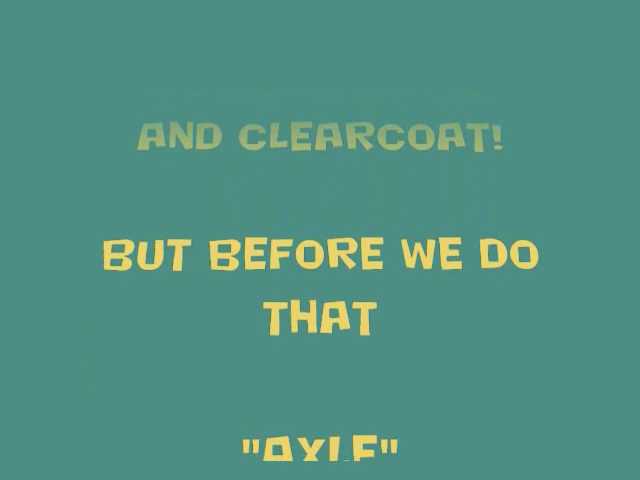 AND CLEARCOAT!
BUT BEFORE WE DO
THAT
"AXLE"